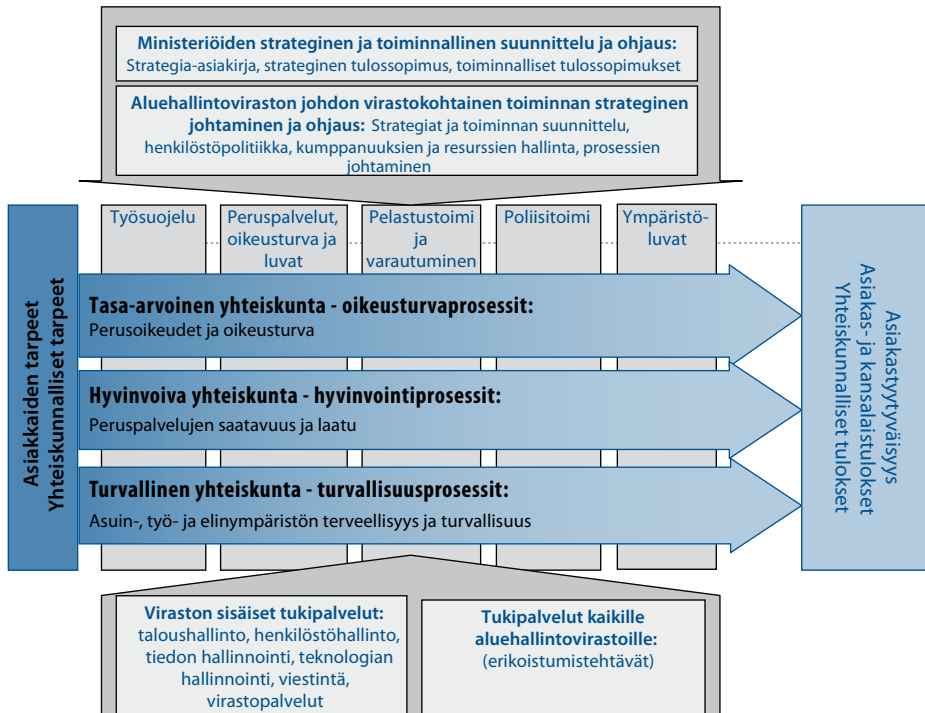 Ministeriöiden strateginen ja toiminnallinen suunnittelu ja ohjaus:
Strategia-asiakirja, strateginen tulossopimus, toiminnalliset tulossopimukset
Aluehallintoviraston johdon virastokohtainen toiminnan strateginen
johtaminen ja ohjaus: Strategiat ja toiminnan suunnittelu,
henkilöstöpolitiikka, kumppanuuksien ja resurssien hallinta, prosessien
johtaminen
Asiakkaiden tarpeet
Yhteiskunnalliset tarpeet
Työsuojelu
Peruspalvelut,
oikeusturva ja
luvat
Pelastustoimi
ja
varautuminen
Poliisitoimi
Ympäristö-
luvat
Tasa-arvoinen yhteiskunta - oikeusturvaprosessit:
Perusoikeudet ja oikeusturva
Hyvinvoiva yhteiskunta - hyvinvointiprosessit:
Peruspalvelujen saatavuus ja laatu
Turvallinen yhteiskunta - turvallisuusprosessit:
Asuin-, työ- ja elinympäristön terveellisyys ja turvallisuus
Asiakastyytyväisyys
Asiakas- ja kansalaistulokset
Yhteiskunnalliset tulokset
Viraston sisäiset tukipalvelut:
taloushallinto, henkilöstöhallinto,
tiedon hallinnointi, teknologian
hallinnointi, viestintä,
virastopalvelut
Tukipalvelut kaikille
aluehallintovirastoille:
(erikoistumistehtävät)